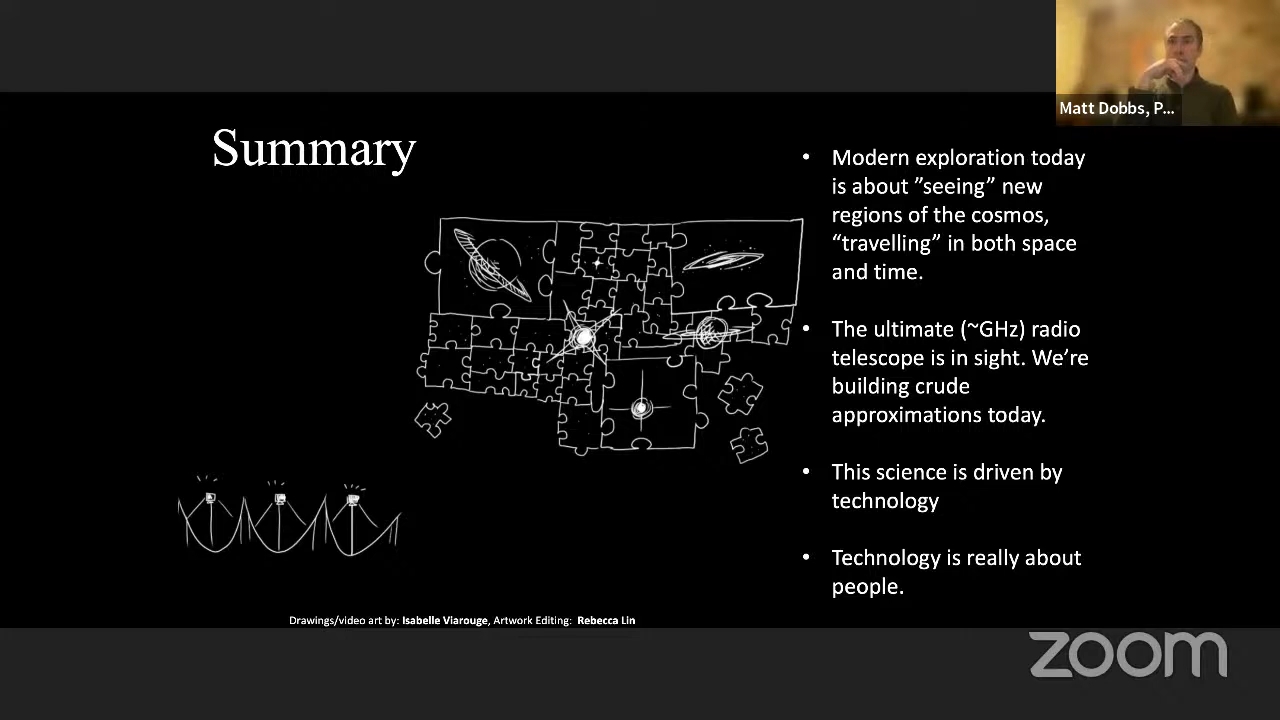 Matt Dobbs, P...
Summary
• Modern exploration today
is about ”seeing” new
regions of the cosmos,
“travelling” in both space
and time.
• The ultimate (~GHz) radio
telescope is in sight. We’re
building crude
approximations today.
• This science is driven by
technology
• Technology is really about
people.
Drawings/video art by: Isabelle Viarouge, Artwork Editing: Rebecca Lin
zoom